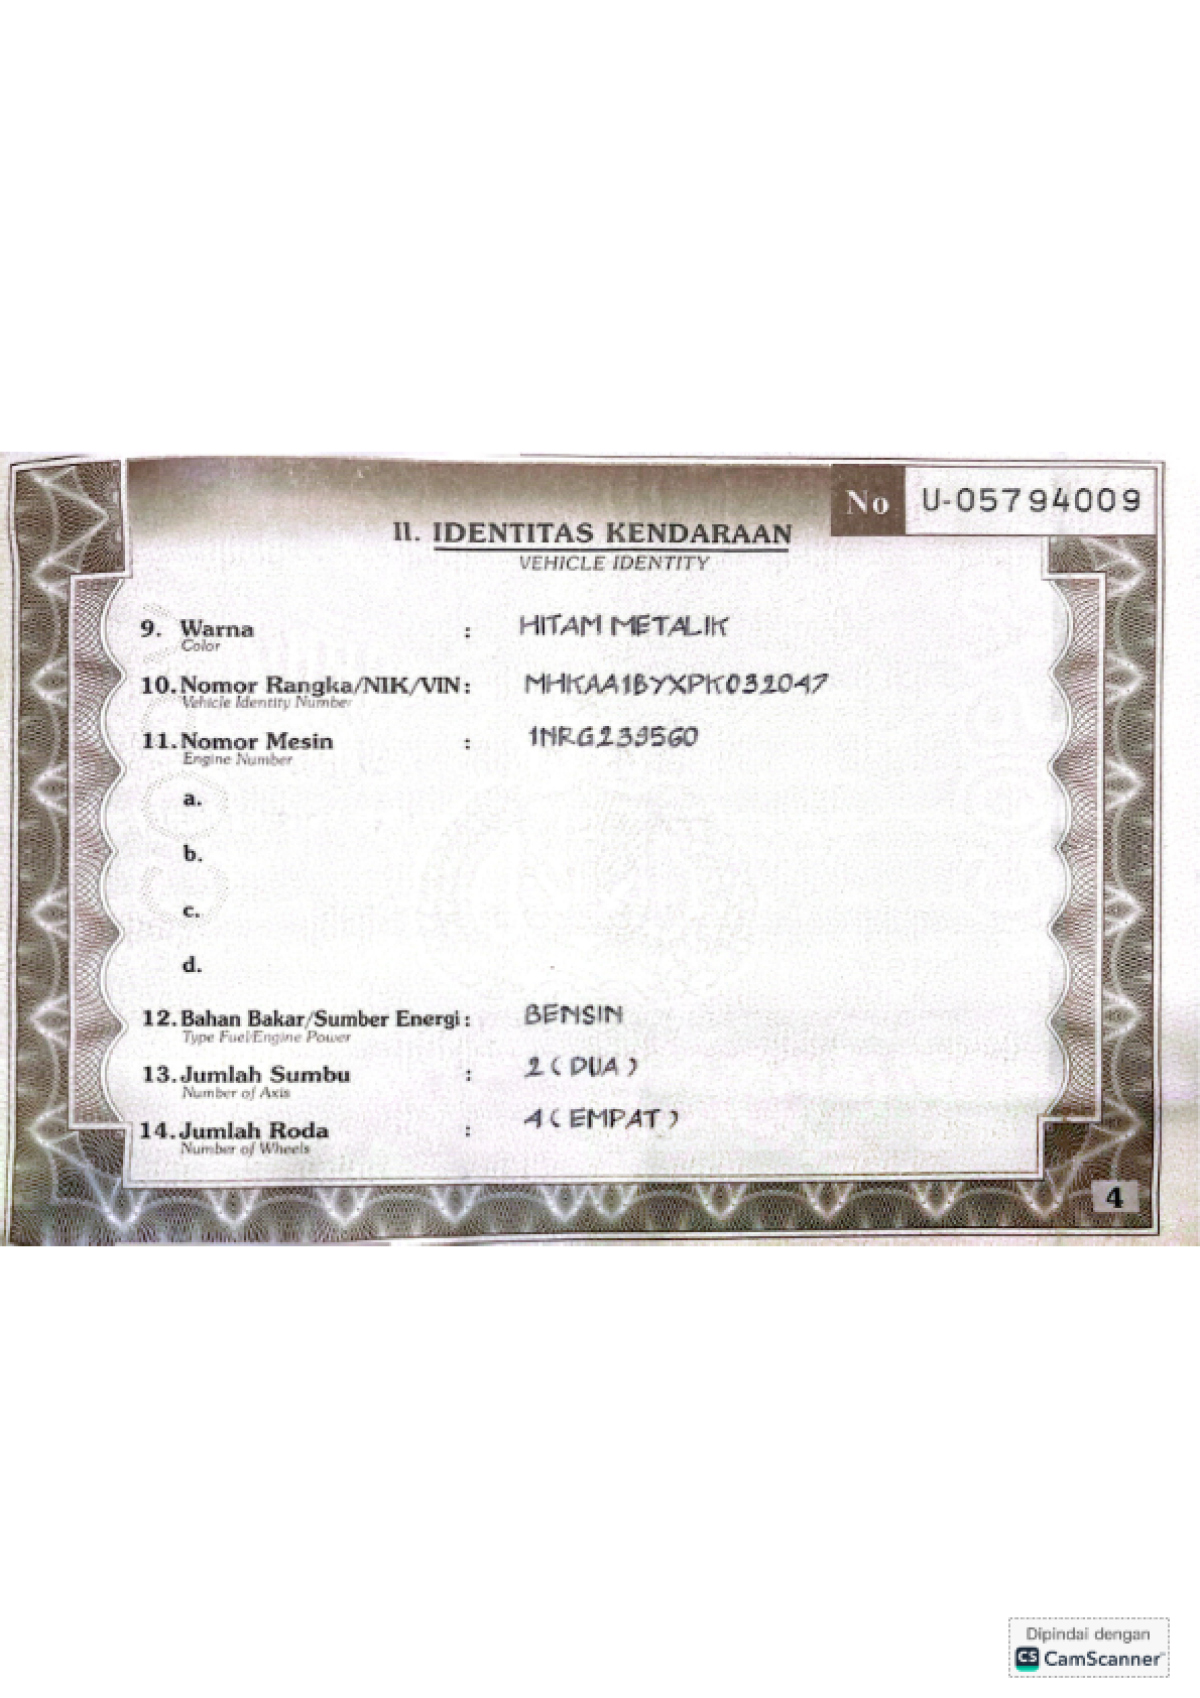 No U-05794009
II. IDENTITAS KENDARAAN
VEHICLE IDENTITY
9. Warna : HITAM METALIK
Color
10. Nomor Rangka/NIK/VIN : MHKAA1BYXPK032047
Vehicle Identity Number
11. Nomor Mesin : 1NRG239560
Engine Number
a.
b.
c.
d.
12. Bahan Bakar/Sumber Energi : BENSIN
Type Fuel/Engine Power
13. Jumlah Sumbu : 2 ( DUA )
Number of Axis
14. Jumlah Roda : 4 ( EMPAT )
Number of Wheels
4
Dipindai dengan
CS CamScanner